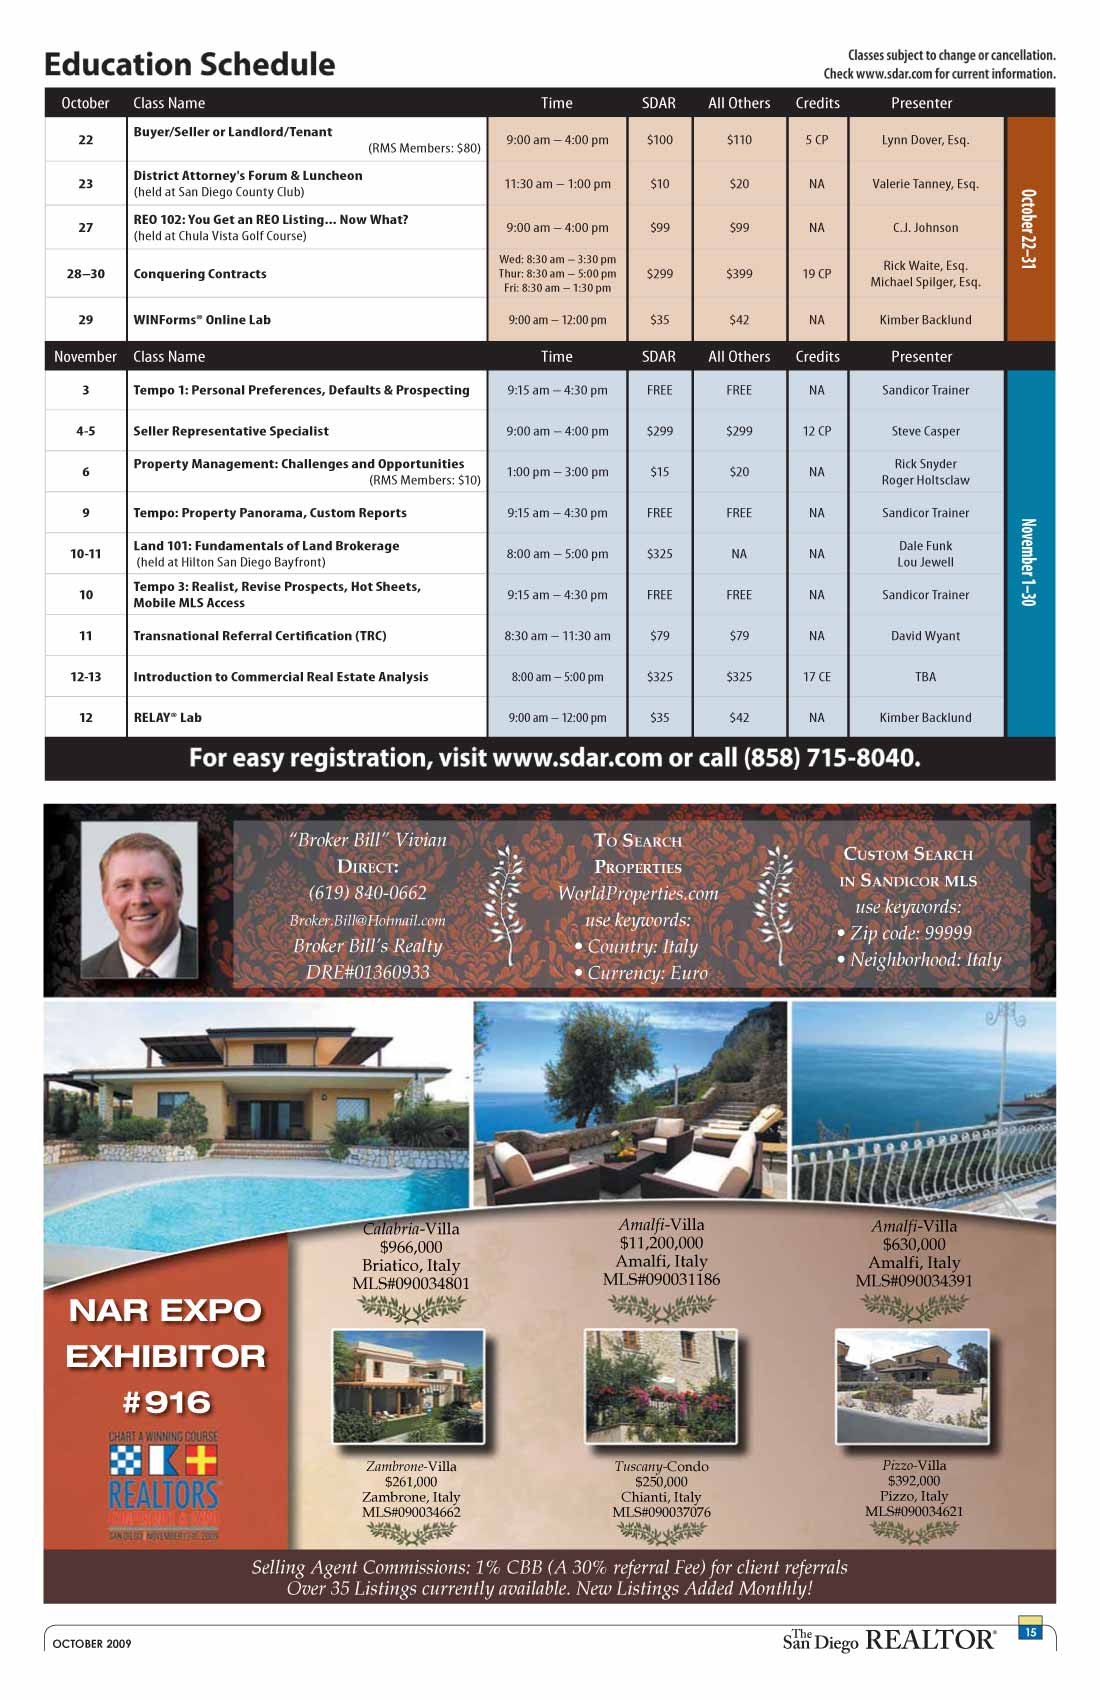 Education Schedule
Classes subject to change or cancellation.
Check www.sdar.com for current information.
October Class Name Time SDAR All Others Credits Presenter
22 Buyer/Seller or Landlord/Tenant (RMS Members: $80) 9:00 am – 4:00 pm $100 $110 5 CP Lynn Dover, Esq.
23 District Attorney's Forum & Luncheon (held at San Diego County Club) 11:30 am – 1:00 pm $10 $20 NA Valerie Tanney, Esq.
27 REO 102: You Get an REO Listing... Now What? (held at Chula Vista Golf Course) 9:00 am – 4:00 pm $99 $99 NA C.J. Johnson
28–30 Conquering Contracts Wed: 8:30 am – 3:30 pm Thur: 8:30 am – 5:00 pm Fri: 8:30 am – 1:30 pm $299 $399 19 CP Rick Waite, Esq. Michael Spilger, Esq.
29 WINForms® Online Lab 9:00 am – 12:00 pm $35 $42 NA Kimber Backlund
October 22–31
November Class Name Time SDAR All Others Credits Presenter
3 Tempo 1: Personal Preferences, Defaults & Prospecting 9:15 am – 4:30 pm FREE FREE NA Sandicor Trainer
4-5 Seller Representative Specialist 9:00 am – 4:00 pm $299 $299 12 CP Steve Casper
6 Property Management: Challenges and Opportunities (RMS Members: $10) 1:00 pm – 3:00 pm $15 $20 NA Rick Snyder Roger Holtsclaw
9 Tempo: Property Panorama, Custom Reports 9:15 am – 4:30 pm FREE FREE NA Sandicor Trainer
10-11 Land 101: Fundamentals of Land Brokerage (held at Hilton San Diego Bayfront) 8:00 am – 5:00 pm $325 NA NA Dale Funk Lou Jewell
10 Tempo 3: Realist, Revise Prospects, Hot Sheets, Mobile MLS Access 9:15 am – 4:30 pm FREE FREE NA Sandicor Trainer
11 Transnational Referral Certification (TRC) 8:30 am – 11:30 am $79 $79 NA David Wyant
12-13 Introduction to Commercial Real Estate Analysis 8:00 am – 5:00 pm $325 $325 17 CE TBA
12 RELAY® Lab 9:00 am – 12:00 pm $35 $42 NA Kimber Backlund
November 1–30
For easy registration, visit www.sdar.com or call (858) 715-8040.
“Broker Bill” Vivian
Direct:
(619) 840-0662
Broker.Bill@Hotmail.com
Broker Bill’s Realty
DRE#01360933
To Search
Properties
WorldProperties.com
use keywords:
• Country: Italy
• Currency: Euro
Custom Search
in Sandicor MLS
use keywords:
• Zip code: 99999
• Neighborhood: Italy
Calabria-Villa
$966,000
Briatico, Italy
MLS#090034801
Amalfi-Villa
$11,200,000
Amalfi, Italy
MLS#090031186
Amalfi-Villa
$630,000
Amalfi, Italy
MLS#090034391
NAR EXPO
EXHIBITOR
#916
CHART A WINNING COURSE
REALTORS
CONFERENCE & EXPO
Zambrone-Villa
$261,000
Zambrone, Italy
MLS#090034662
Tuscany-Condo
$250,000
Chianti, Italy
MLS#090037076
Pizzo-Villa
$392,000
Pizzo, Italy
MLS#090034621
Selling Agent Commissions: 1% CBB (A 30% referral Fee) for client referrals
Over 35 Listings currently available. New Listings Added Monthly!
OCTOBER 2009
The San Diego REALTOR®
15